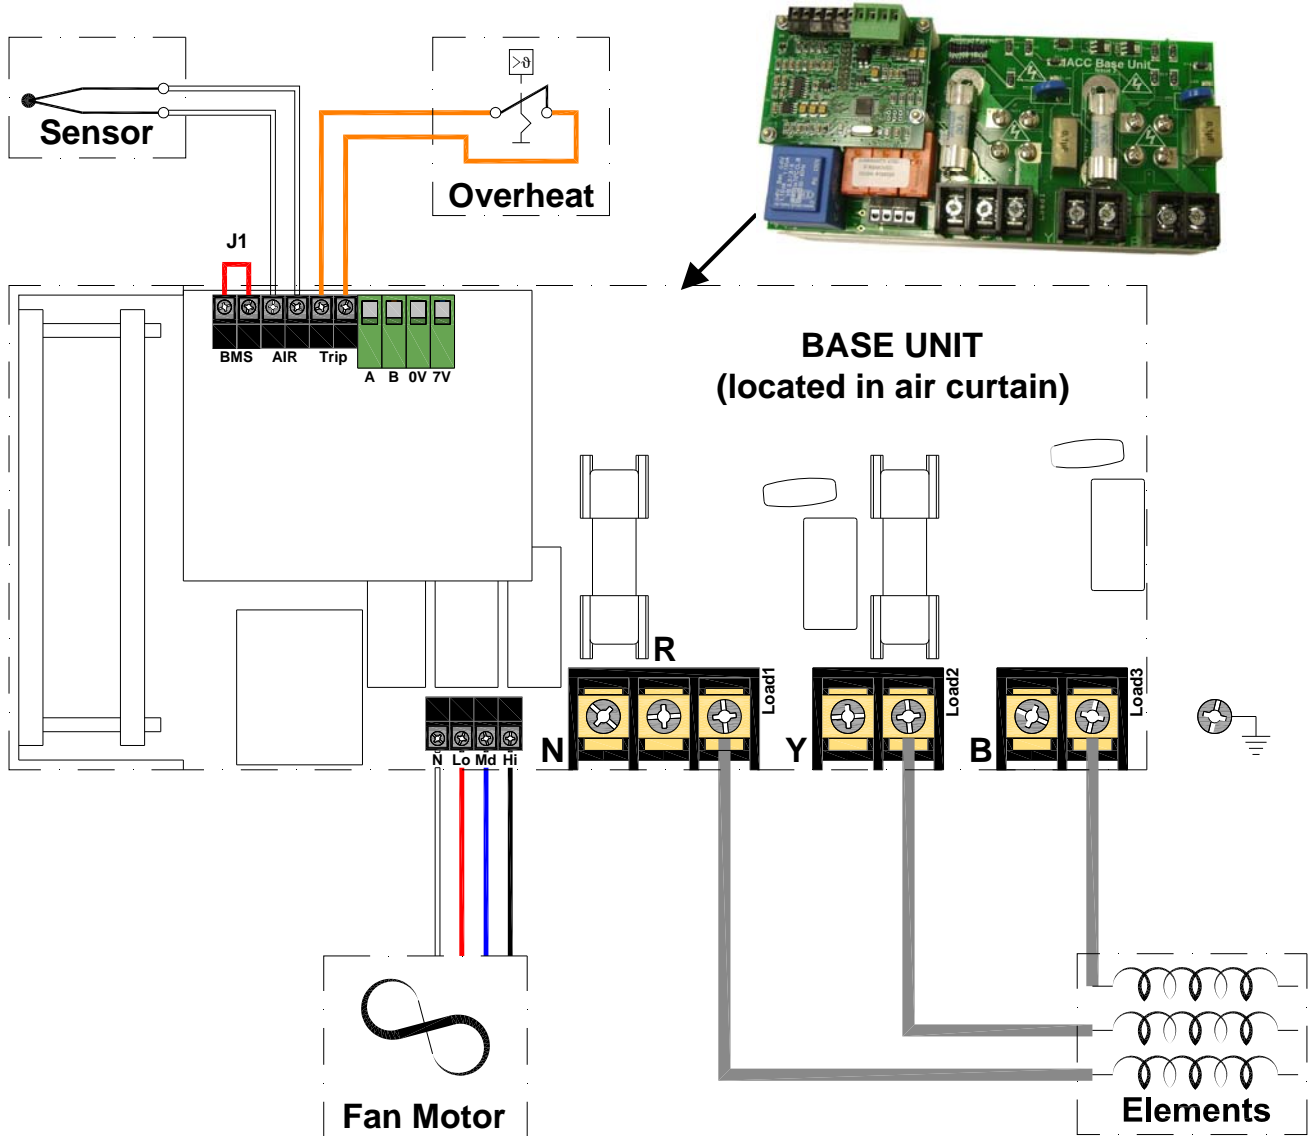 ACC Base Unit
Sensor
>ϑ
Overheat
J1
BMS AIR Trip
A B 0V 7V
BASE UNIT
(located in air curtain)
R
Load1
Load2
Load3
N
Y
B
N Lo Md Hi
Fan Motor
Elements